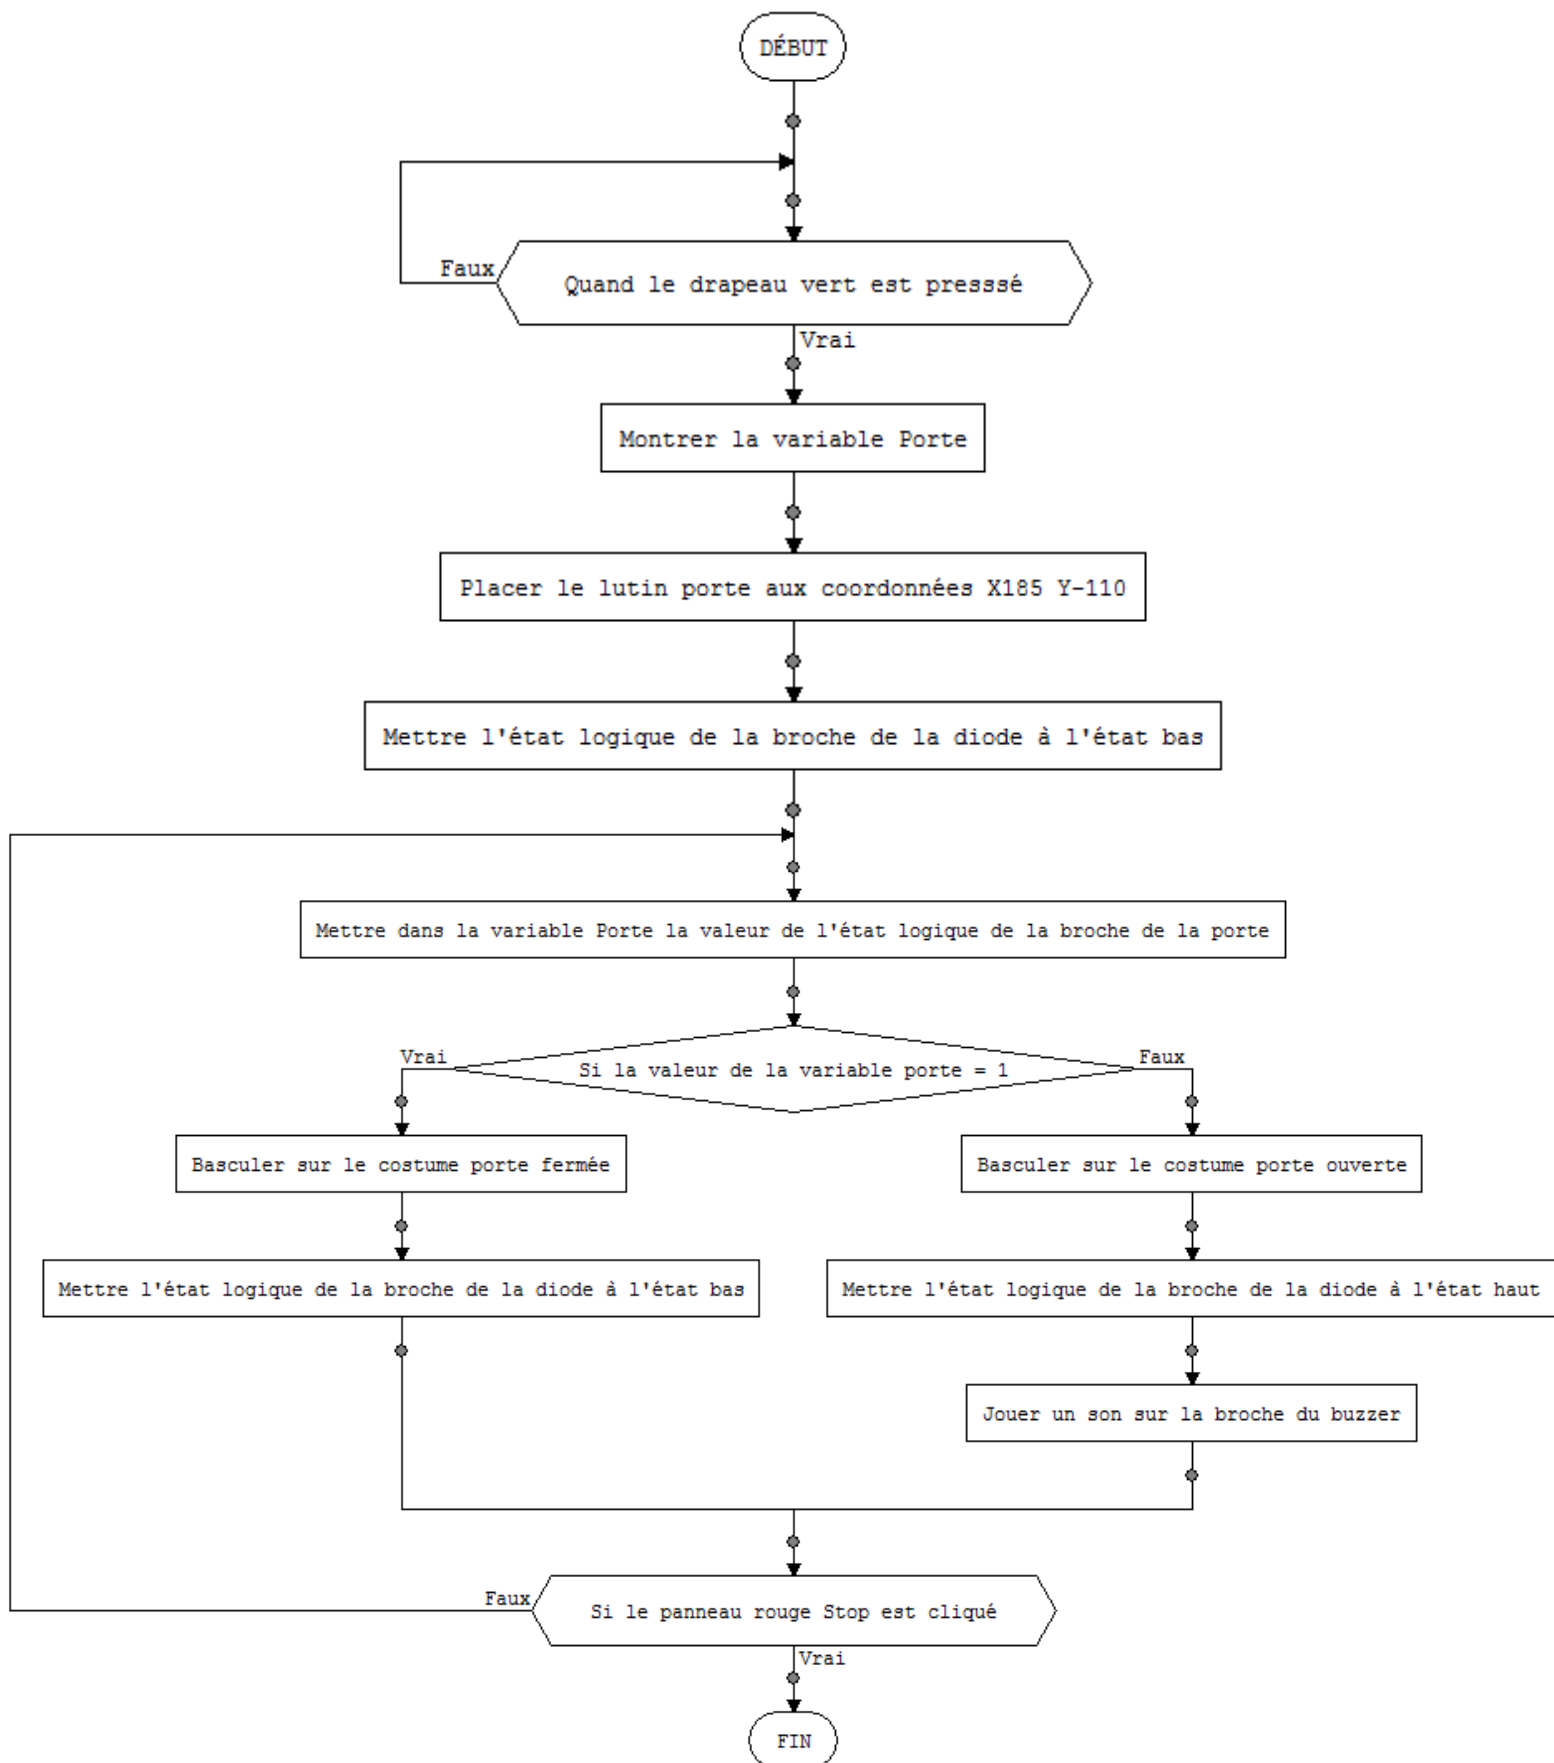 DÉBUT
Faux
Quand le drapeau vert est presssé
Vrai
Montrer la variable Porte
Placer le lutin porte aux coordonnées X185 Y-110
Mettre l'état logique de la broche de la diode à l'état bas
Mettre dans la variable Porte la valeur de l'état logique de la broche de la porte
Vrai
Si la valeur de la variable porte = 1
Faux
Basculer sur le costume porte fermée
Basculer sur le costume porte ouverte
Mettre l'état logique de la broche de la diode à l'état bas
Mettre l'état logique de la broche de la diode à l'état haut
Jouer un son sur la broche du buzzer
Faux
Si le panneau rouge Stop est cliqué
Vrai
FIN